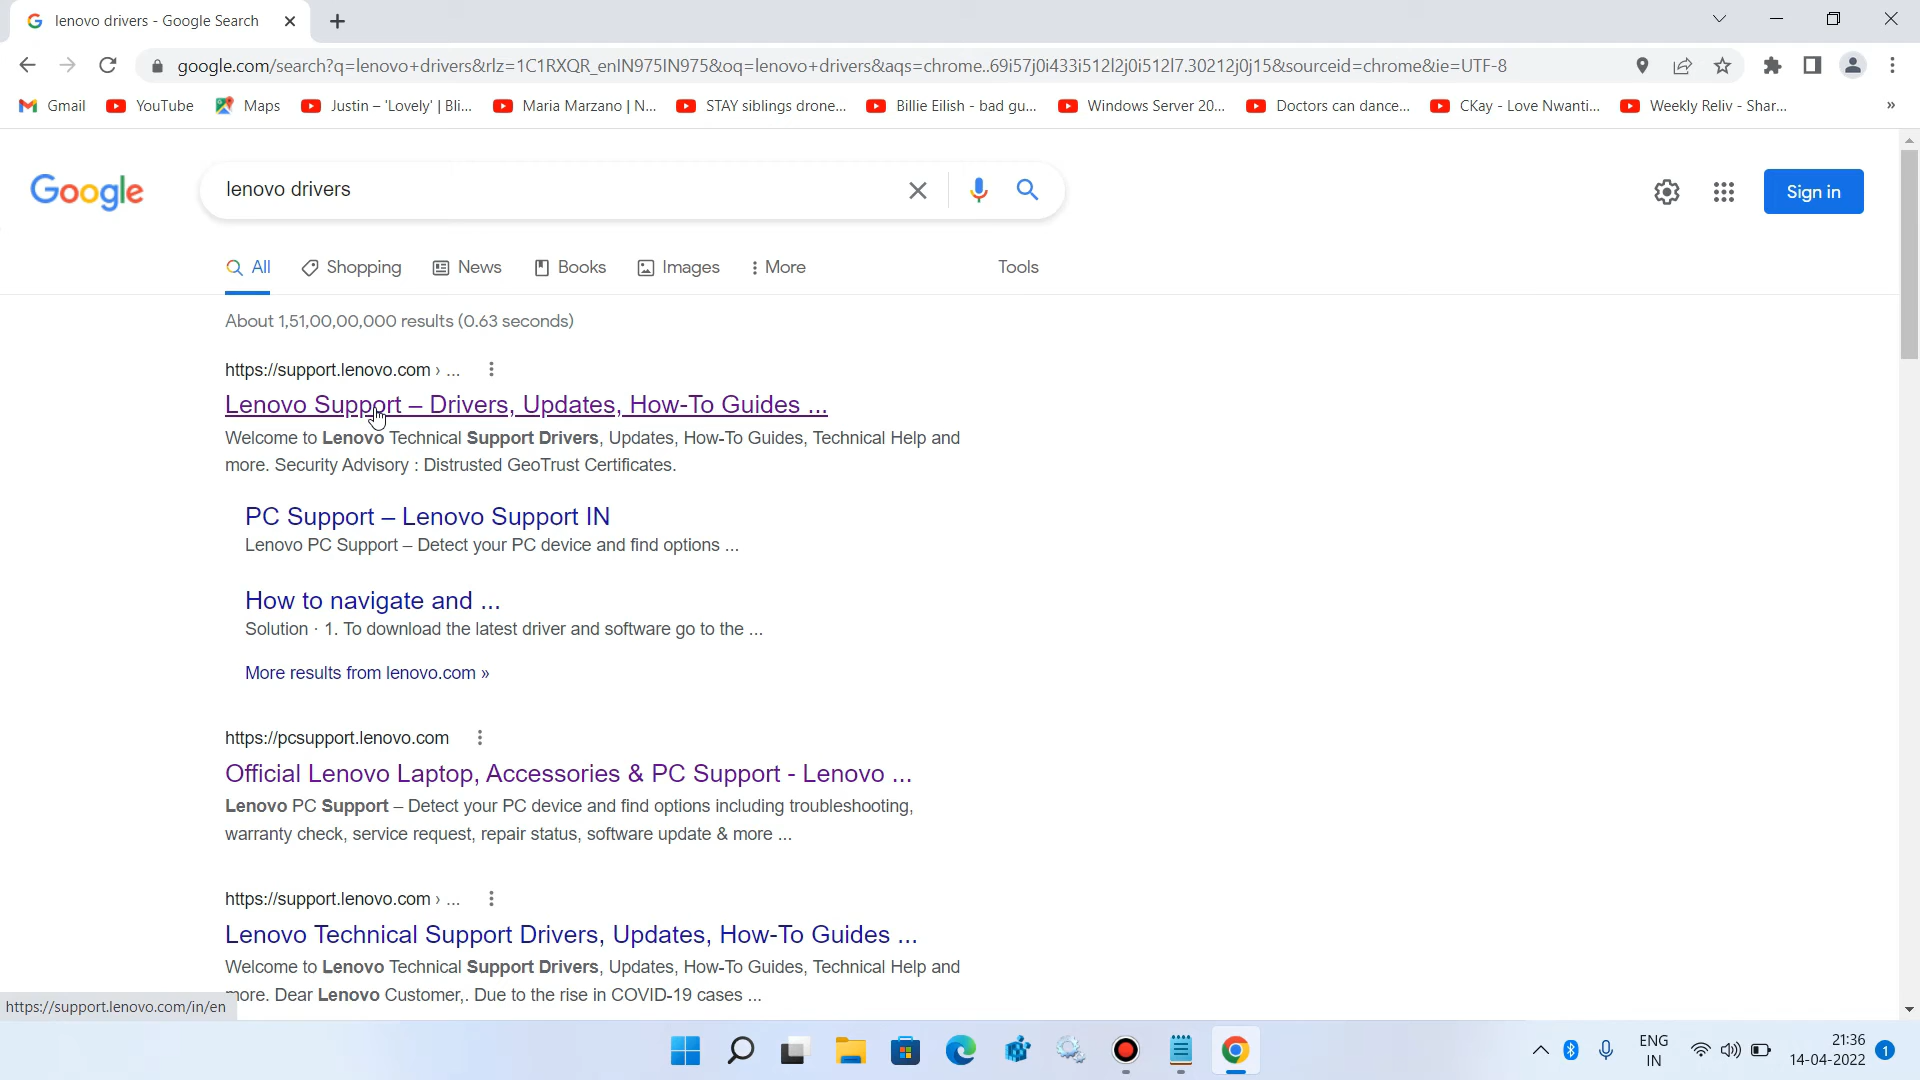 lenovo drivers - Google Search
google.com/search?q=lenovo+drivers&rlz=1C1RXQR_enIN975IN975&oq=lenovo+drivers&aqs=chrome..69i57j0i433i512l2j0i512l7.30212j0j15&sourceid=chrome&ie=UTF-8
Gmail YouTube Maps Justin – 'Lovely' | Bli... Maria Marzano | N... STAY siblings drone... Billie Eilish - bad gu... Windows Server 20... Doctors can dance... CKay - Love Nwanti... Weekly Reliv - Shar... »
Google lenovo drivers Sign in
All Shopping News Books Images More Tools
About 1,51,00,00,000 results (0.63 seconds)
https://support.lenovo.com › ...
Lenovo Support – Drivers, Updates, How-To Guides ...
Welcome to Lenovo Technical Support Drivers, Updates, How-To Guides, Technical Help and
more. Security Advisory : Distrusted GeoTrust Certificates.
PC Support – Lenovo Support IN
Lenovo PC Support – Detect your PC device and find options ...
How to navigate and ...
Solution · 1. To download the latest driver and software go to the ...
More results from lenovo.com »
https://pcsupport.lenovo.com
Official Lenovo Laptop, Accessories & PC Support - Lenovo ...
Lenovo PC Support – Detect your PC device and find options including troubleshooting,
warranty check, service request, repair status, software update & more ...
https://support.lenovo.com › ...
Lenovo Technical Support Drivers, Updates, How-To Guides ...
Welcome to Lenovo Technical Support Drivers, Updates, How-To Guides, Technical Help and
more. Dear Lenovo Customer,. Due to the rise in COVID-19 cases ...
https://support.lenovo.com/in/en
ENG 21:36
IN 14-04-2022 1